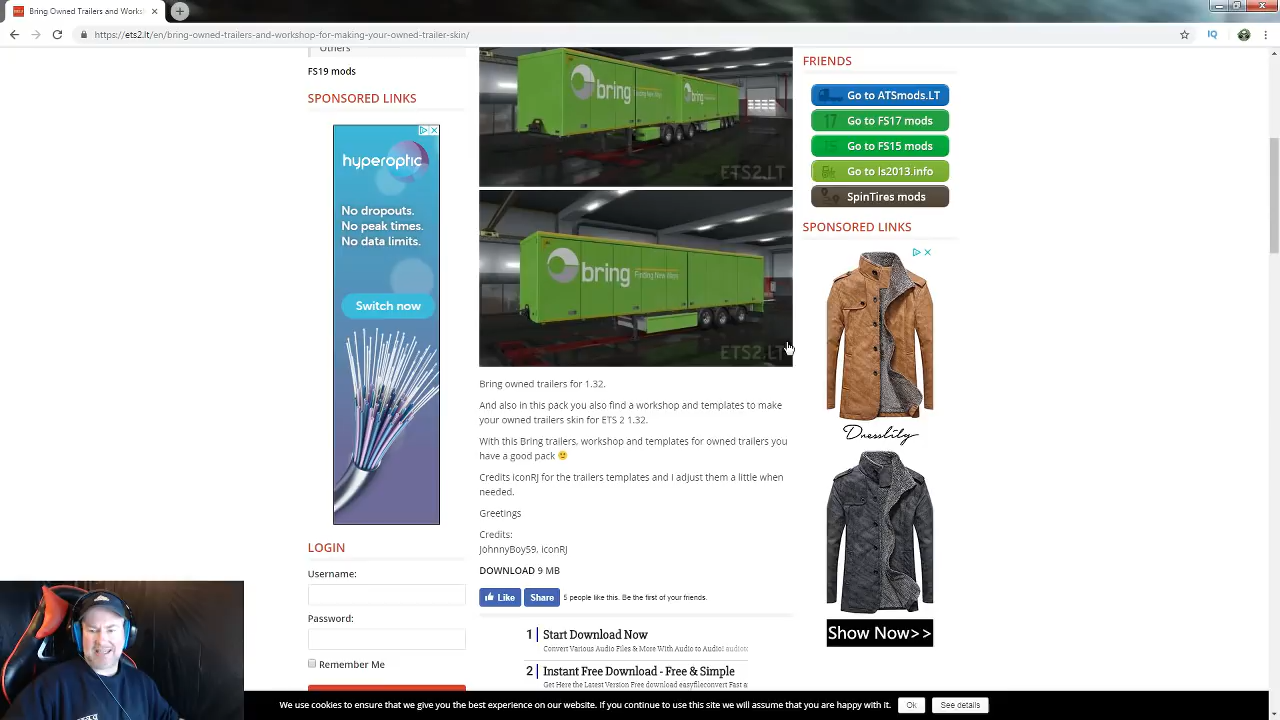 Bring Owned Trailers and Works
https://ets2.lt/en/bring-owned-trailers-and-workshop-for-making-your-owned-trailer-skin/
IQ
Others
FS19 mods
SPONSORED LINKS
hyperoptic
No dropouts.
No peak times.
No data limits.
Switch now
LOGIN
Username:
Password:
Remember Me
bring
bring
ETS2.LT
bring
Finding New Ways
ETS2.LT
Bring owned trailers for 1.32.
And also in this pack you also find a workshop and templates to make
your owned trailers skin for ETS 2 1.32.
With this Bring trailers, workshop and templates for owned trailers you
have a good pack
Credits iconRJ for the trailers templates and I adjust them a little when
needed.
Greetings
Credits:
JohnnyBoy59, iconRJ
DOWNLOAD 9 MB
Like
Share
5 people like this. Be the first of your friends.
1 Start Download Now
Convert Various Audio Files & More With Audio to Audio!
2 Instant Free Download - Free & Simple
Get Here the Latest Version Free download easyfileconvert Fast
FRIENDS
Go to ATSmods.LT
17 Go to FS17 mods
15 Go to FS15 mods
Go to ls2013.info
SpinTires mods
SPONSORED LINKS
Dresslily
Show Now>>
We use cookies to ensure that we give you the best experience on our website. If you continue to use this site we will assume that you are happy with it.
Ok
See details